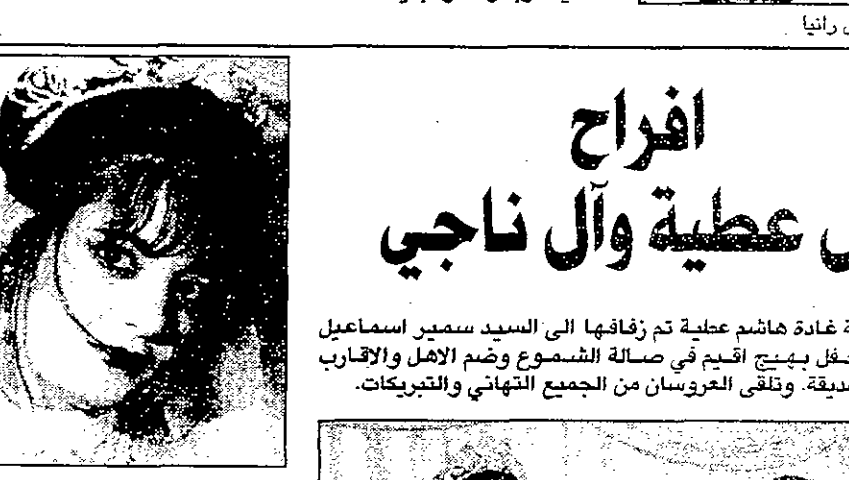 رانيا
افراح
عطية وآل ناجي
غادة هاشم عطية تم زفافها الى السيد سمير اسماعيل
بهيج اقيم في صالة الشموع وضم الاهل والاقارب
وتلقى العروسان من الجميع التهاني والتبريكات.